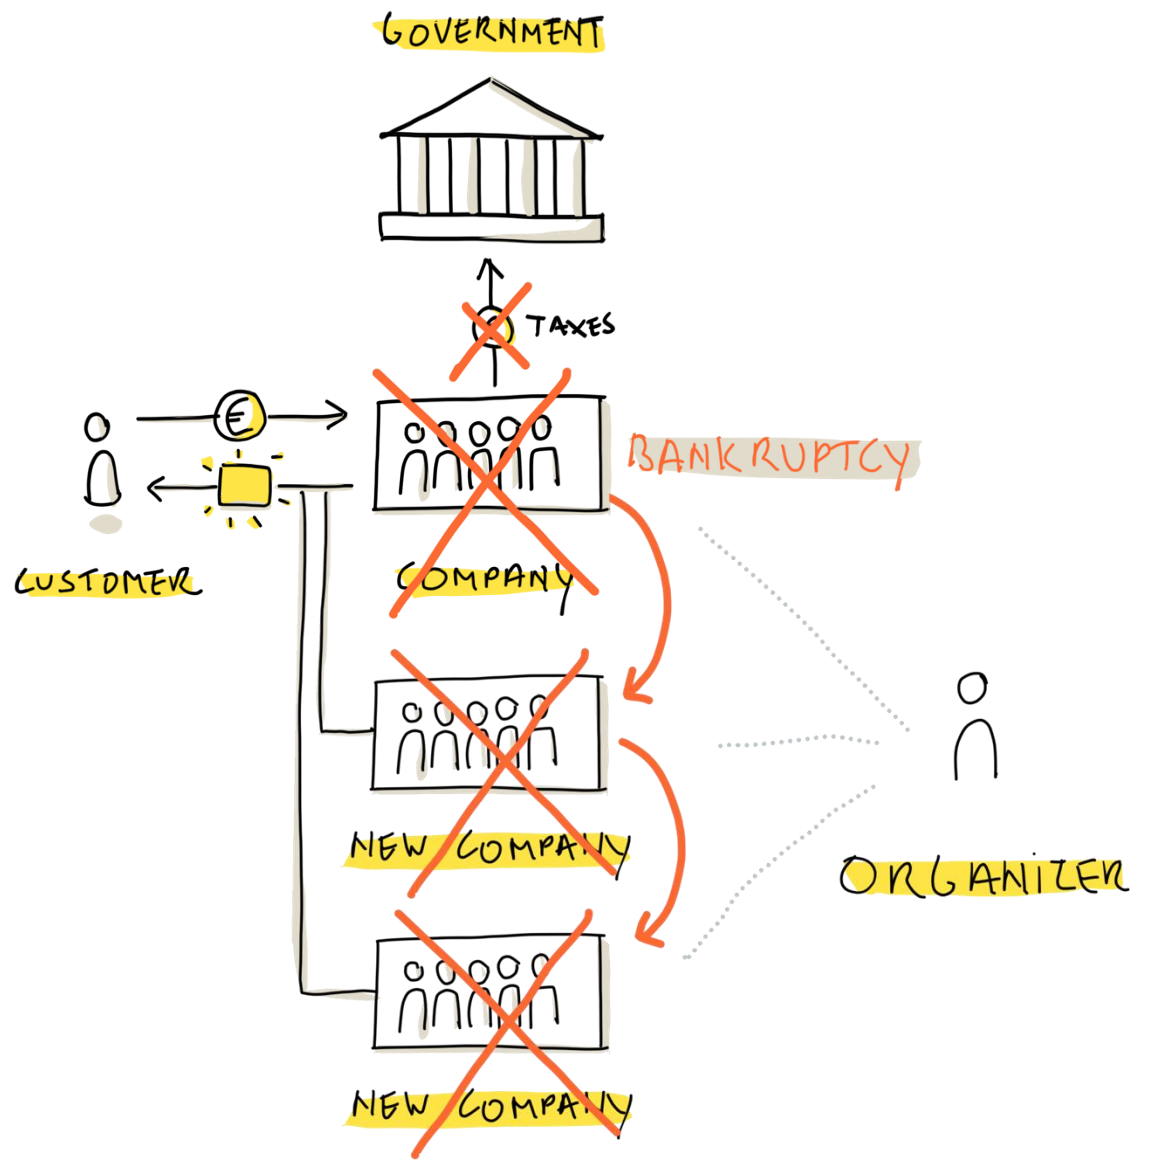 GOVERNMENT
TAXES
€
BANKRUPTCY
CUSTOMER
COMPANY
NEW COMPANY
ORGANIZER
NEW COMPANY